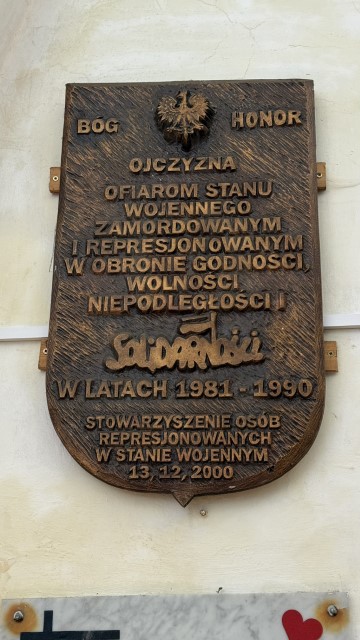 BÓG HONOR
OJCZYZNA
OFIAROM STANU
WOJENNEGO
ZAMORDOWANYM
I REPRESJONOWANYM
W OBRONIE GODNOŚCI,
WOLNOŚCI
NIEPODLEGŁOŚCI I
SOLIDARNOŚCI
W LATACH 1981 - 1990
STOWARZYSZENIE OSÓB
REPRESJONOWANYCH
W STANIE WOJENNYM
13, 12, 2000